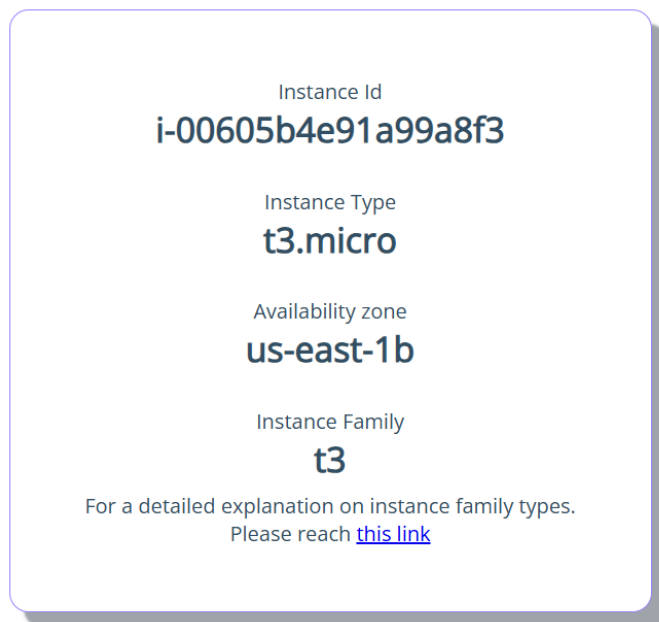 Instance Id
i-00605b4e91a99a8f3
Instance Type
t3.micro
Availability zone
us-east-1b
Instance Family
t3
For a detailed explanation on instance family types.
Please reach this link